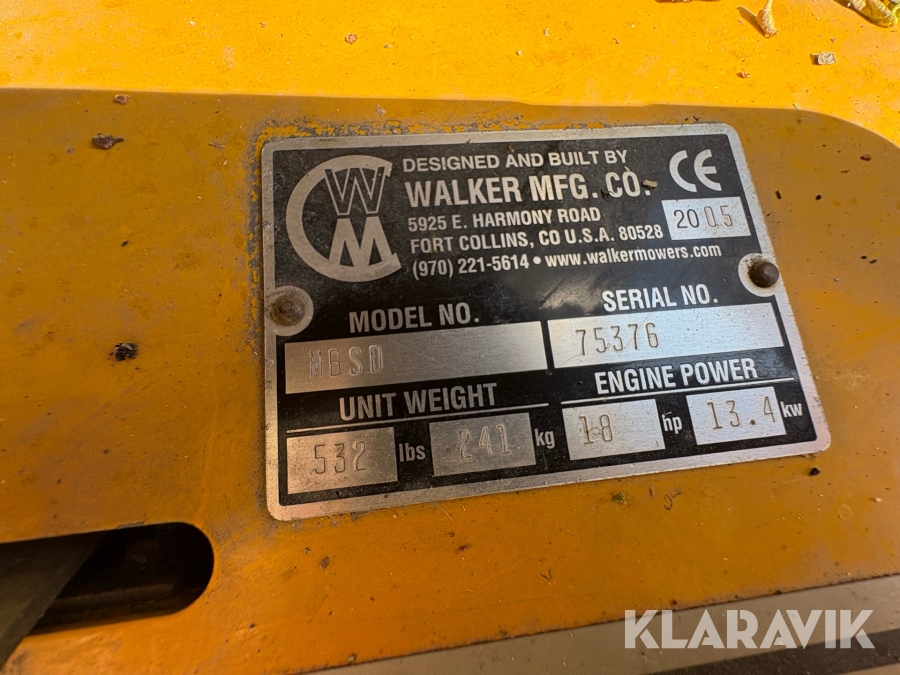 DESIGNED AND BUILT BY
WALKER MFG. CO.
5925 E. HARMONY ROAD
FORT COLLINS, CO U.S.A. 80528
(970) 221-5614 • www.walkermowers.com
CE
2005
W
M
MODEL NO.
SERIAL NO.
MBSD
75376
UNIT WEIGHT
ENGINE POWER
532 lbs 241 kg
18 hp 13.4 kw
KLARAVIK